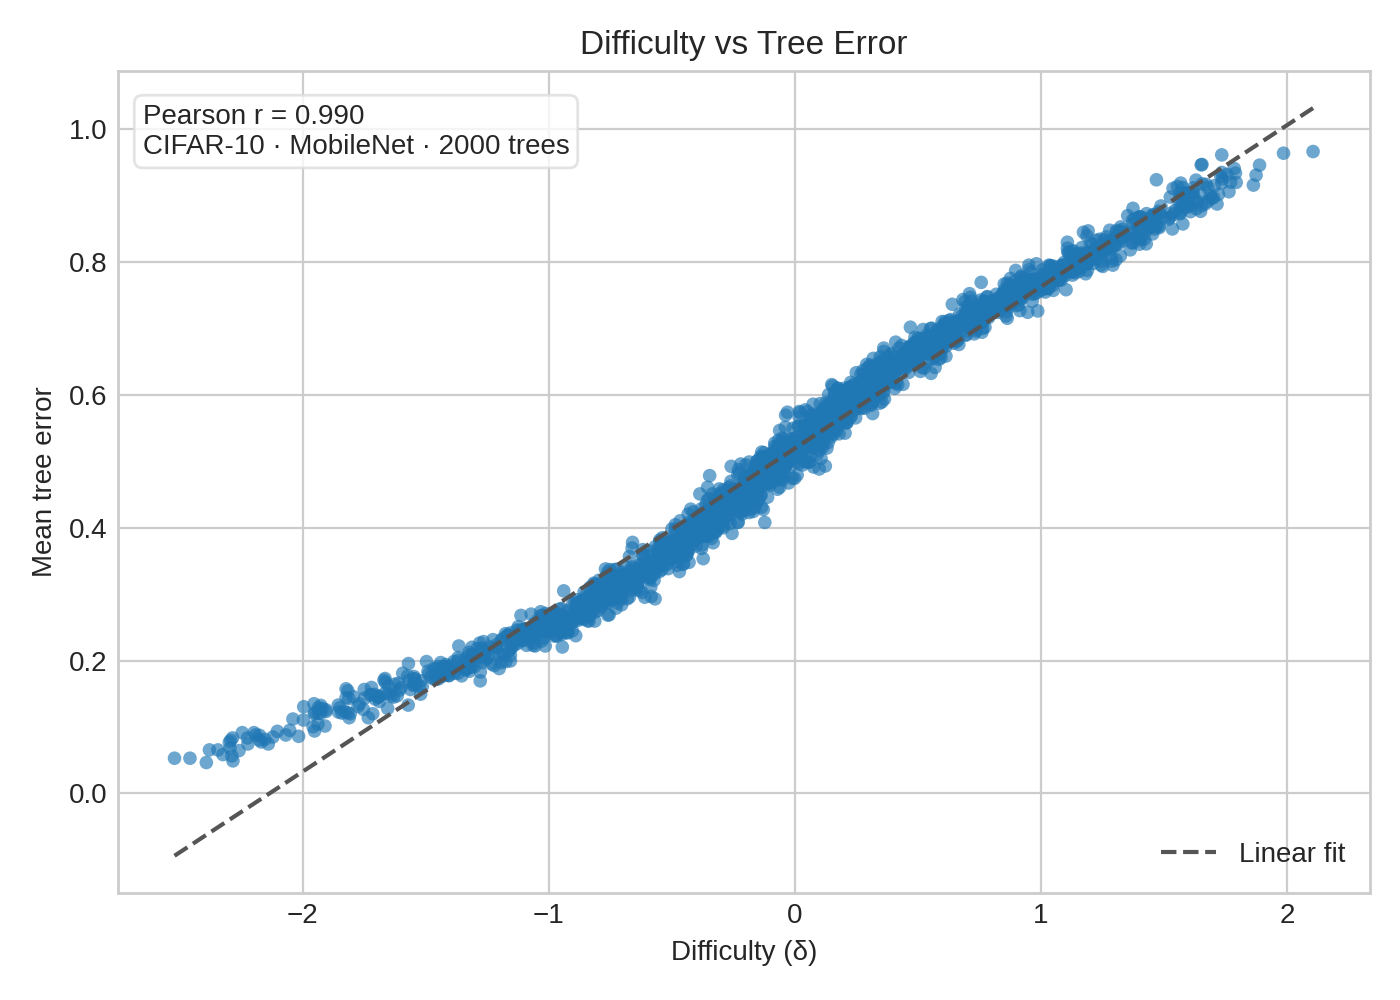 Difficulty vs Tree Error
Pearson r = 0.990
CIFAR-10 · MobileNet · 2000 trees
1.0
0.8
0.6
0.4
0.2
0.0
Mean tree error
Linear fit
−2 −1 0 1 2
Difficulty (δ)